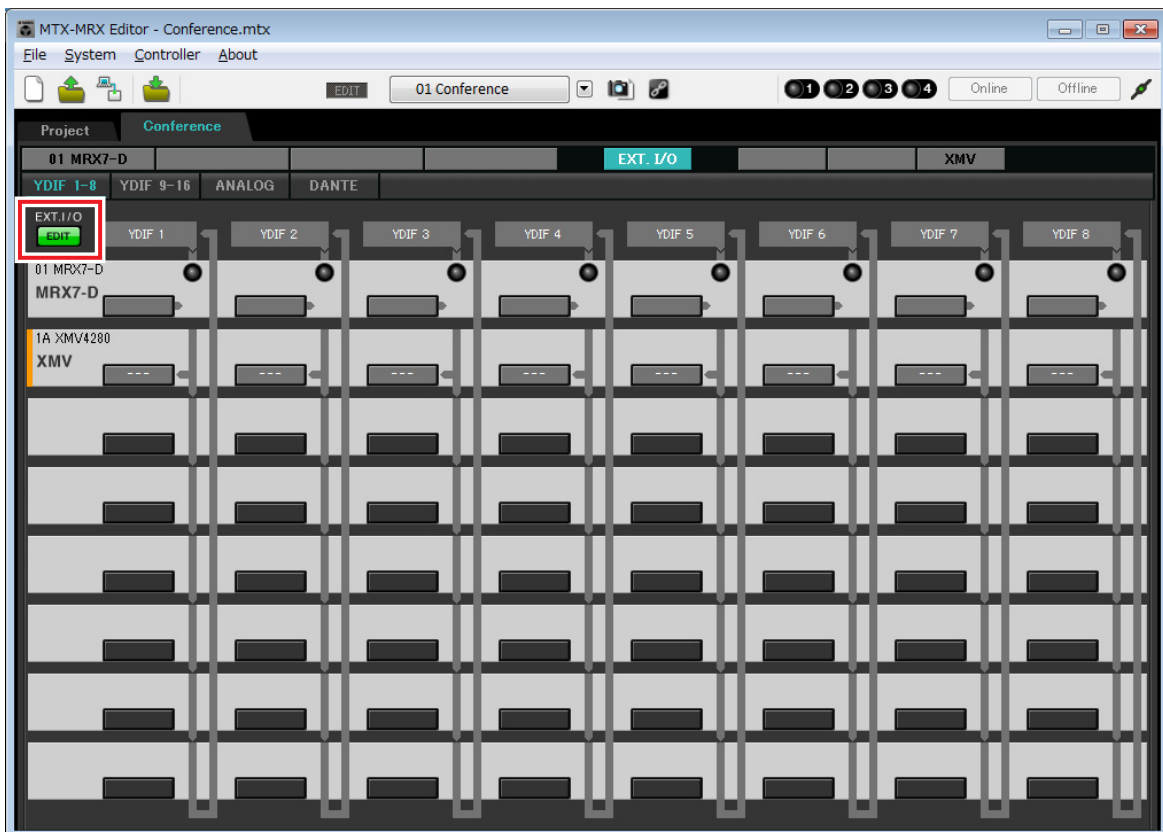 MTX-MRX Editor - Conference.mtx
File System Controller About
EDIT 01 Conference 1 2 3 4 Online Offline
Project Conference
01 MRX7-D EXT. I/O XMV
YDIF 1-8 YDIF 9-16 ANALOG DANTE
EXT.I/O
EDIT YDIF 1 YDIF 2 YDIF 3 YDIF 4 YDIF 5 YDIF 6 YDIF 7 YDIF 8
01 MRX7-D
MRX7-D
1A XMV4280
XMV
--- --- --- --- --- --- --- ---